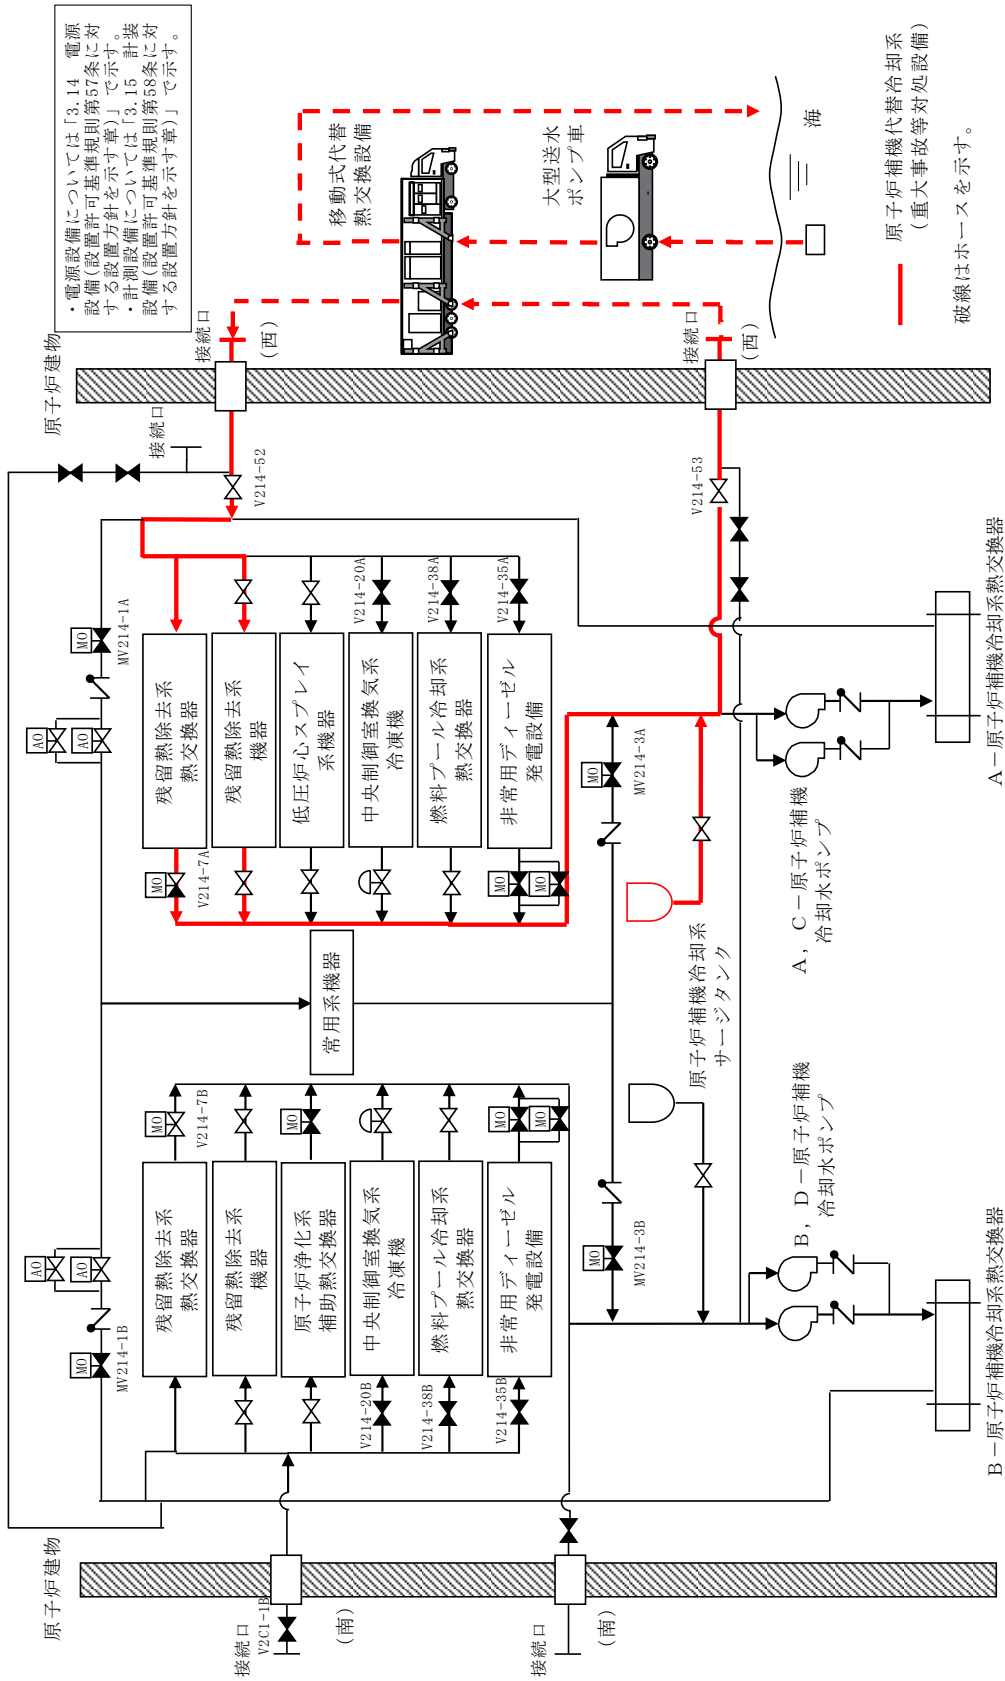 ・電源設備については「3.14　電源
設備(設置許可基準規則第57条に対
する設置方針を示す章)」で示す。
・計測設備については「3.15　計装
設備(設置許可基準規則第58条に対
する設置方針を示す章)」で示す。
移動式代替
熱交換設備
大型送水
ポンプ車
海
原子炉補機代替冷却系
(重大事故等対処設備)
破線はホースを示す。
原子炉建物
接続口
接続口
(西)
接続口
(西)
V214-52
V214-53
MO
MV214-1A
AO
AO
残留熱除去系
熱交換器
残留熱除去系
機器
低圧炉心スプレイ
系機器
中央制御室換気系
冷凍機
燃料プール冷却系
熱交換器
非常用ディーゼル
発電設備
V214-20A
V214-38A
V214-35A
MO
V214-7A
MO
MO
MO
MV214-3A
常用系機器
原子炉補機冷却系
サージタンク
A，C－原子炉補機
冷却水ポンプ
A－原子炉補機冷却系熱交換器
AO
AO
MO
MV214-1B
残留熱除去系
熱交換器
残留熱除去系
機器
原子炉浄化系
補助熱交換器
中央制御室換気系
冷凍機
燃料プール冷却系
熱交換器
非常用ディーゼル
発電設備
MO
V214-7B
MO
MO
MO
V214-20B
V214-38B
V214-35B
MO
MV214-3B
B，D－原子炉補機
冷却水ポンプ
B－原子炉補機冷却系熱交換器
原子炉建物
接続口
V2C1-1B
(南)
接続口
(南)